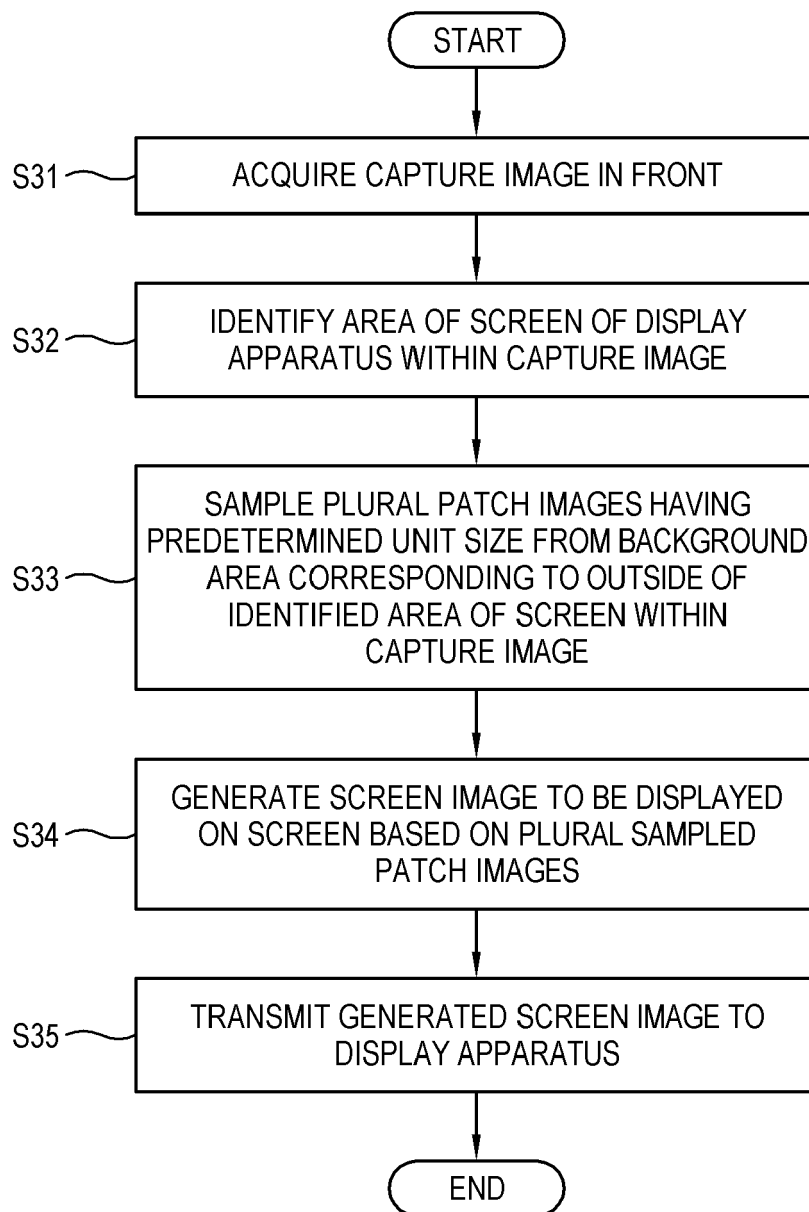 START
S31
ACQUIRE CAPTURE IMAGE IN FRONT
S32
IDENTIFY AREA OF SCREEN OF DISPLAY
APPARATUS WITHIN CAPTURE IMAGE
S33
SAMPLE PLURAL PATCH IMAGES HAVING
PREDETERMINED UNIT SIZE FROM BACKGROUND
AREA CORRESPONDING TO OUTSIDE OF
IDENTIFIED AREA OF SCREEN WITHIN
CAPTURE IMAGE
S34
GENERATE SCREEN IMAGE TO BE DISPLAYED
ON SCREEN BASED ON PLURAL SAMPLED
PATCH IMAGES
S35
TRANSMIT GENERATED SCREEN IMAGE TO
DISPLAY APPARATUS
END